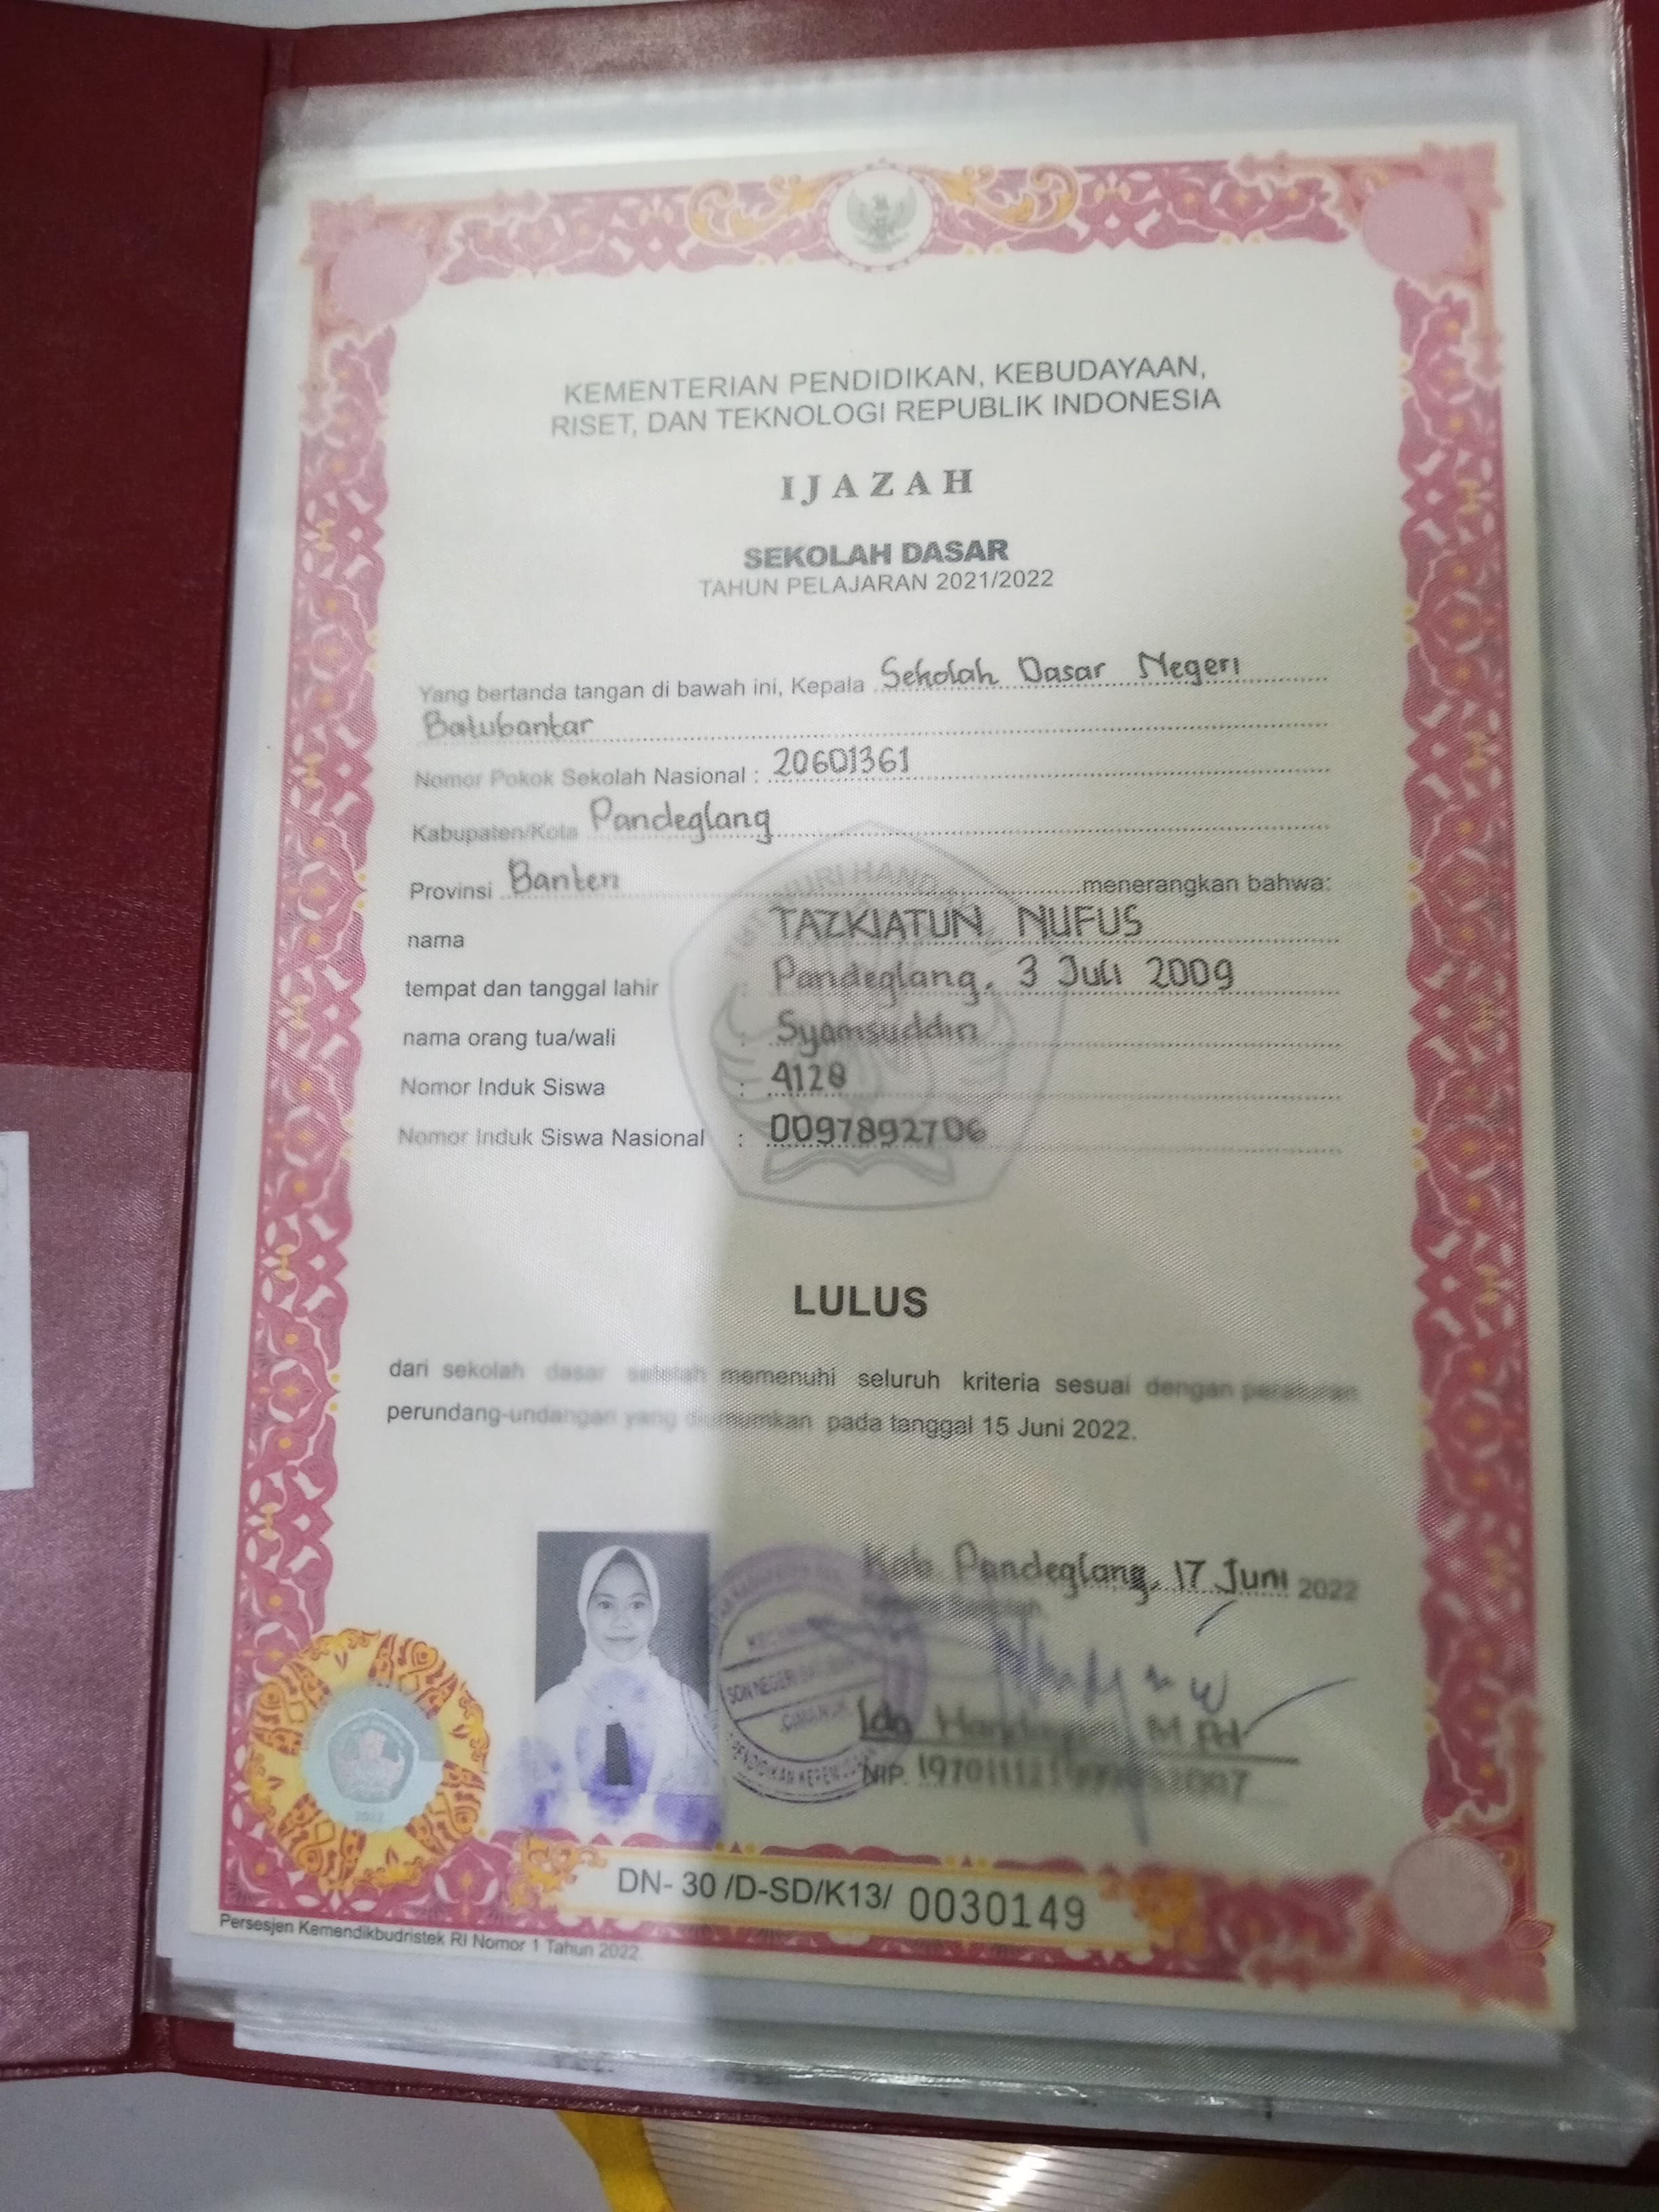 KEMENTERIAN PENDIDIKAN, KEBUDAYAAN,
RISET, DAN TEKNOLOGI REPUBLIK INDONESIA
IJAZAH
SEKOLAH DASAR
TAHUN PELAJARAN 2021/2022
Yang bertanda tangan di bawah ini, Kepala Sekolah Dasar Negeri
Batubantar
Nomor Pokok Sekolah Nasional : 20601361
Kabupaten/Kota Pandeglang
Provinsi Banten menerangkan bahwa:
nama TAZKIATUN NUFUS
tempat dan tanggal lahir : Pandeglang, 3 Juli 2009
nama orang tua/wali : Syamsuddin
Nomor Induk Siswa : 4128
Nomor Induk Siswa Nasional : 0097892706
LULUS
dari sekolah dasar setelah memenuhi seluruh kriteria sesuai dengan peraturan
perundang-undangan yang diumumkan pada tanggal 15 Juni 2022.
Kab. Pandeglang, 17 Juni 2022
Kepala Sekolah,
SDN NEGERI
Ida M.Pd
NIP.
DN- 30 /D-SD/K13/ 0030149
Persesjen Kemendikbudristek RI Nomor 1 Tahun 2022